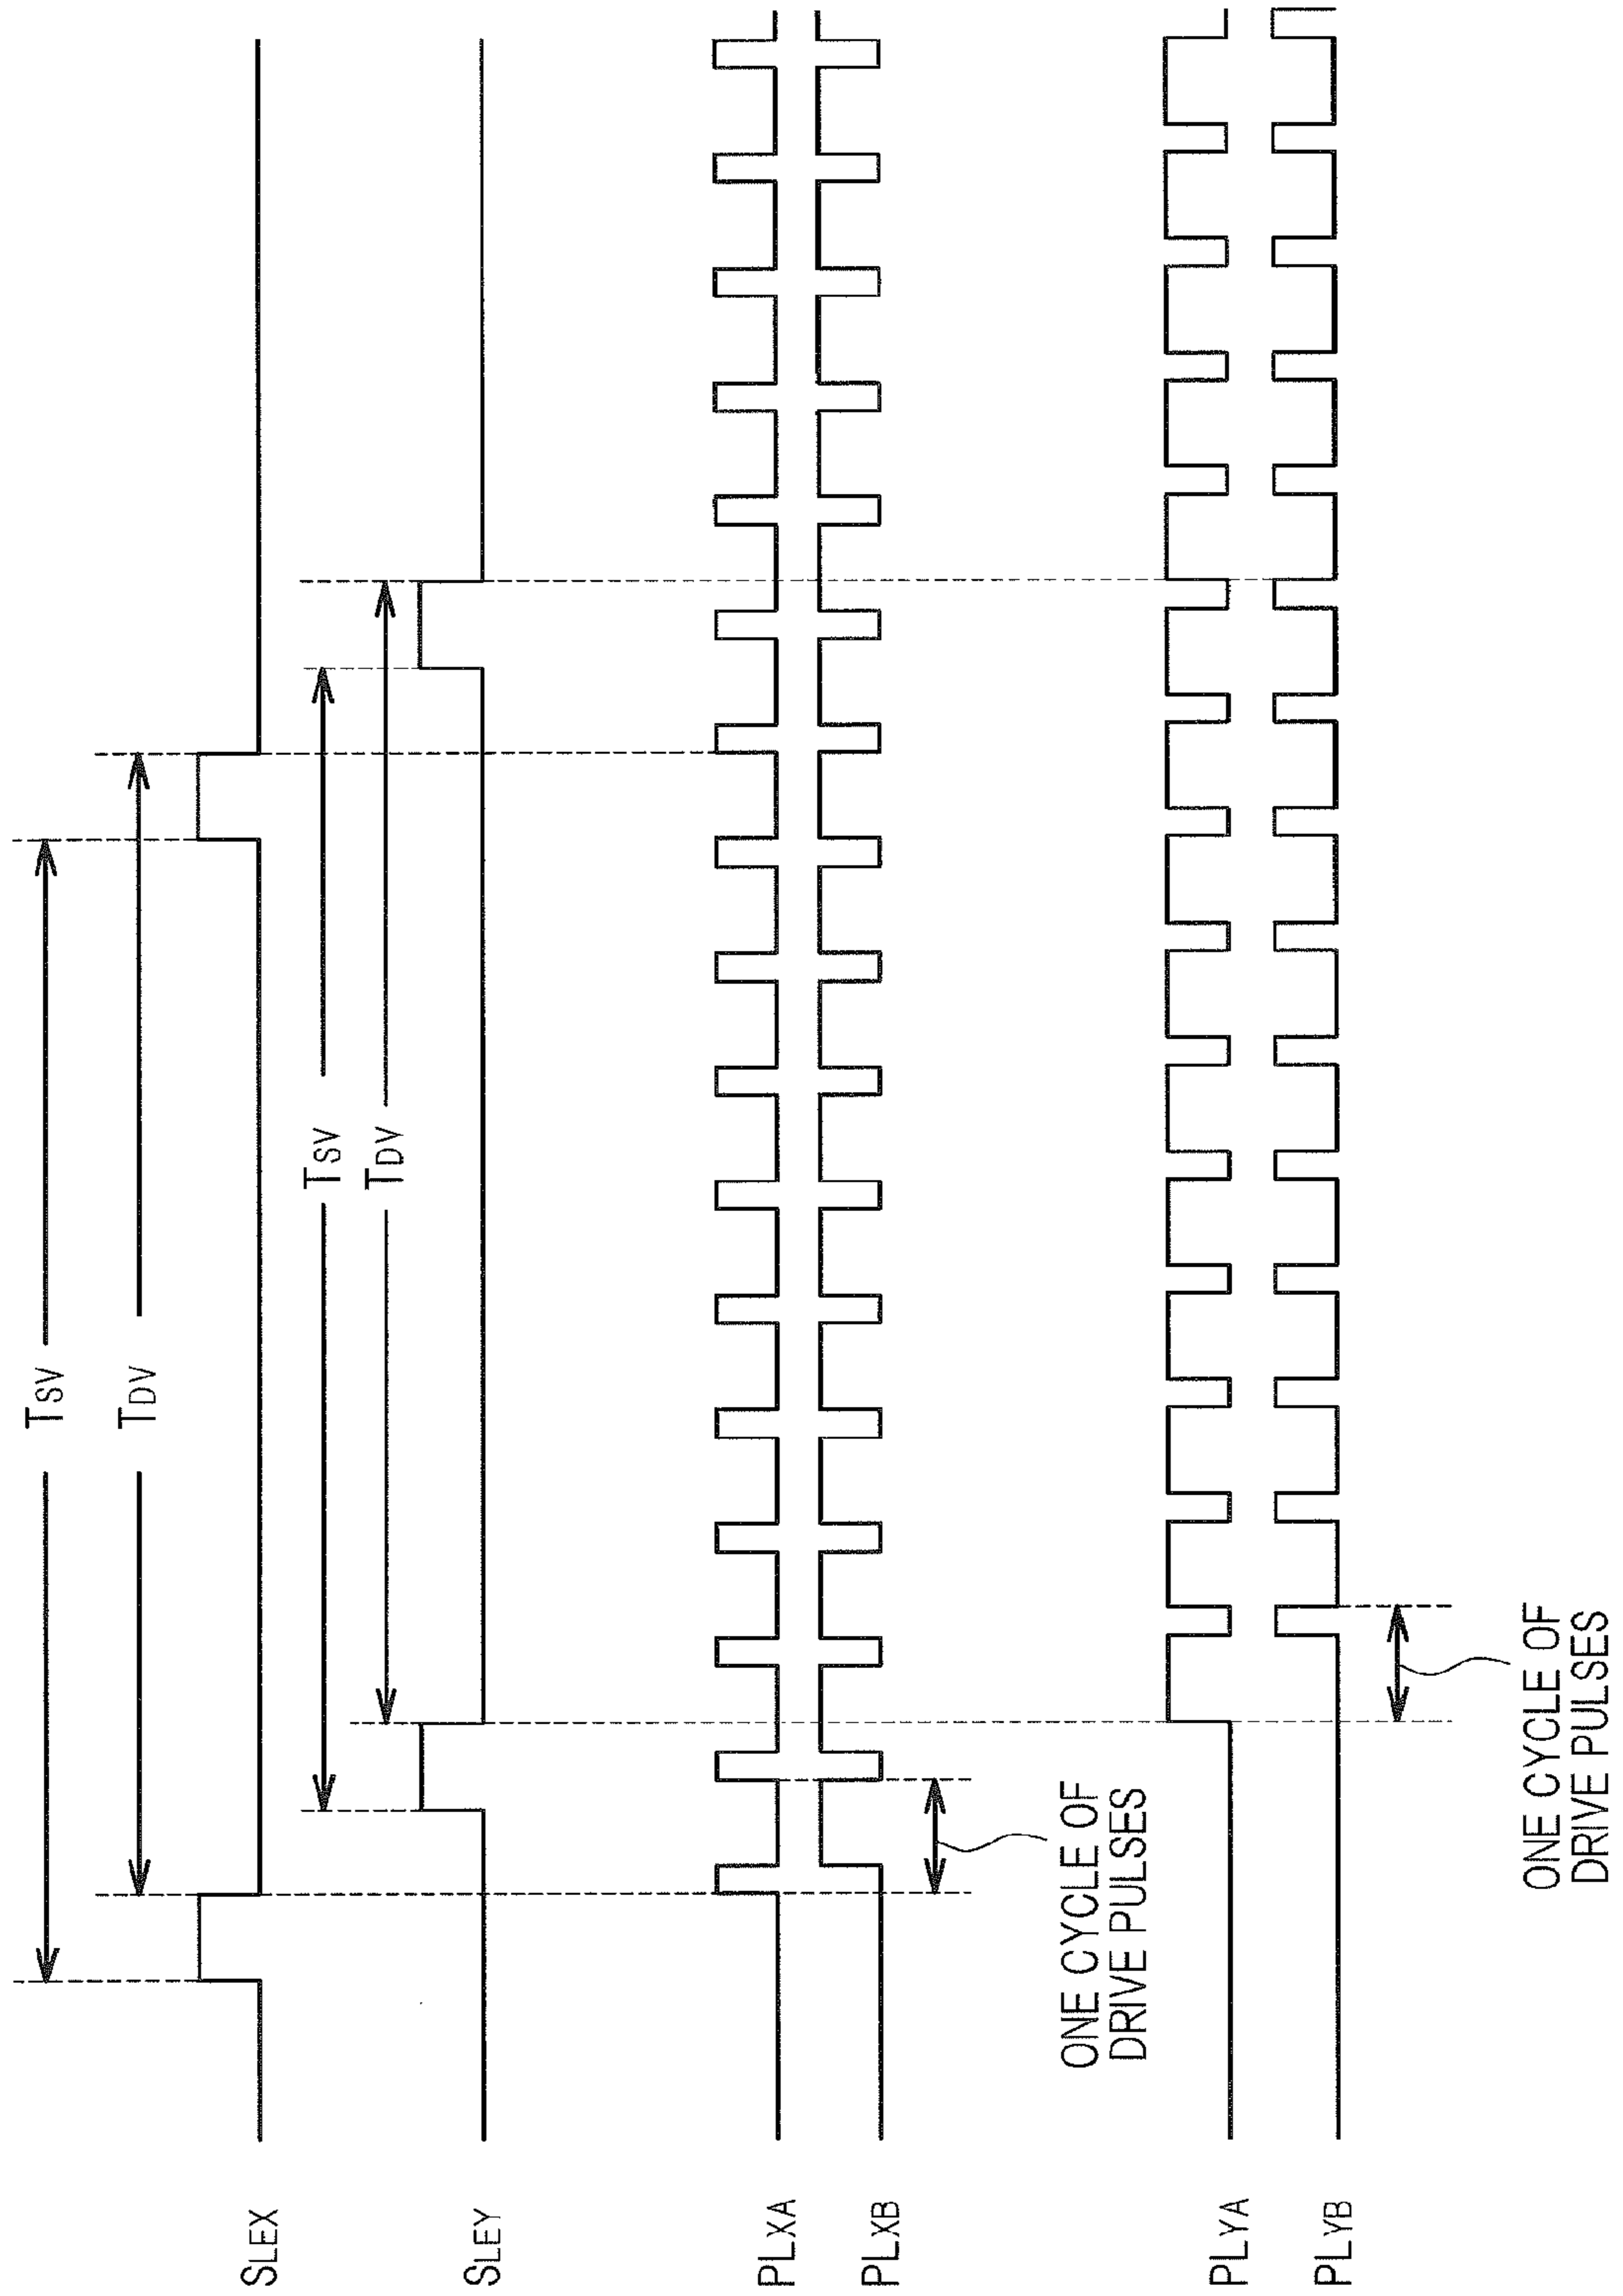 TSV
TDV
SLEX
TSV
TDV
SLEY
PLXA
PLXB
ONE CYCLE OF
DRIVE PULSES
PLYA
PLYB
ONE CYCLE OF
DRIVE PULSES